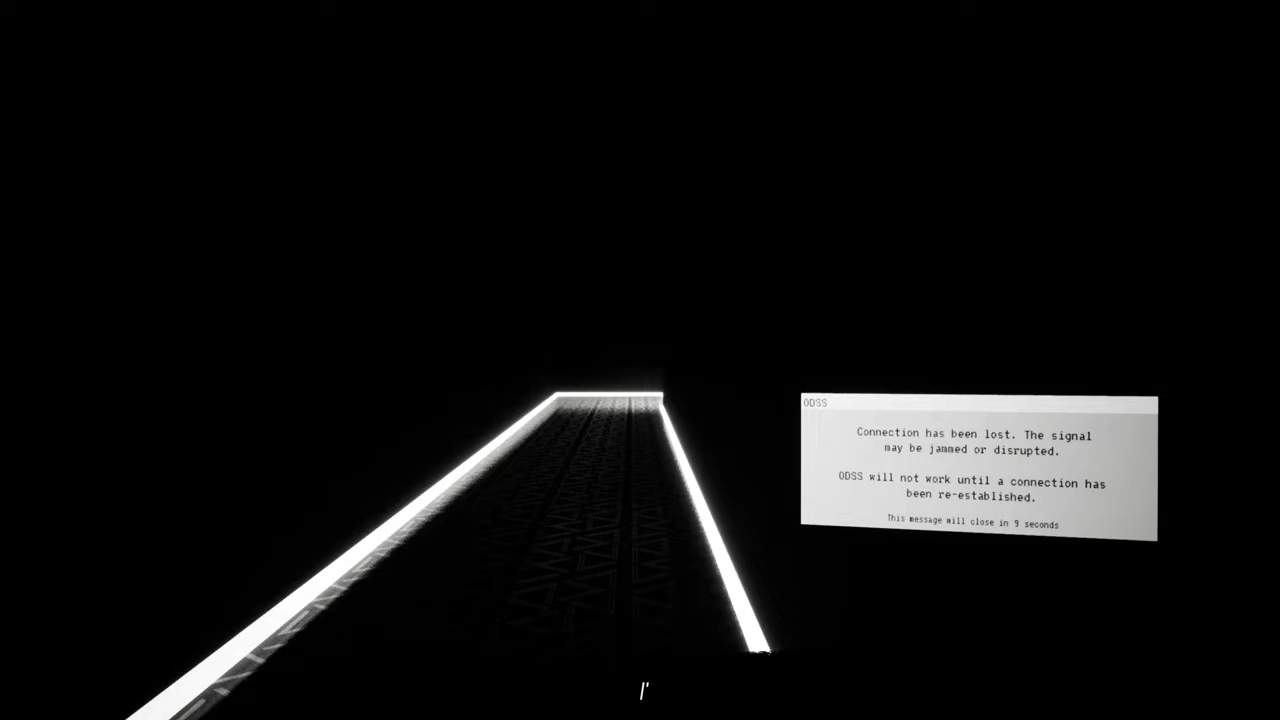 ODSS
Connection has been lost. The signal
may be jammed or disrupted.
ODSS will not work until a connection has
been re-established.
This message will close in 9 seconds
I'